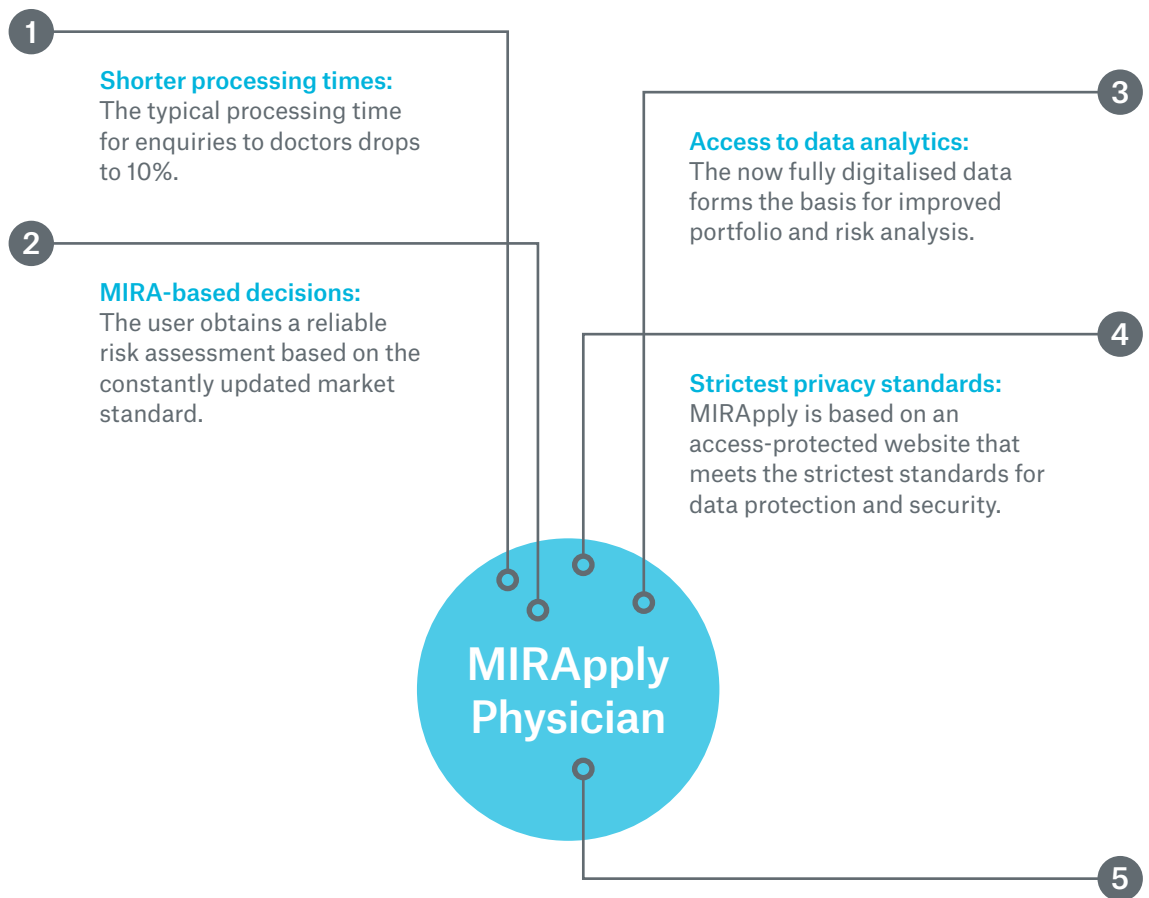 1
Shorter processing times:
The typical processing time
for enquiries to doctors drops
to 10%.
2
MIRA-based decisions:
The user obtains a reliable
risk assessment based on the
constantly updated market
standard.
3
Access to data analytics:
The now fully digitalised data
forms the basis for improved
portfolio and risk analysis.
4
Strictest privacy standards:
MIRApply is based on an
access-protected website that
meets the strictest standards for
data protection and security.
MIRApply
Physician
5